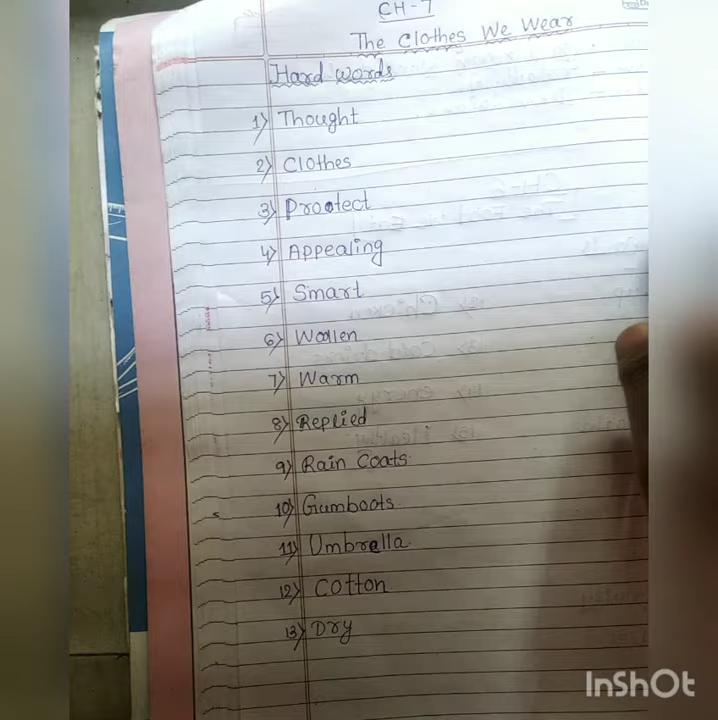 CH-7
The Clothes We Wear
Hard words
1) Thought
2) Clothes
3) Protect
4) Appealing
5) Smart
6) Wollen
7) Warm
8) Replied
9) Rain Coats
10) Gumboots
11) Umbrella
12) Cotton
13) Dry
InShOt